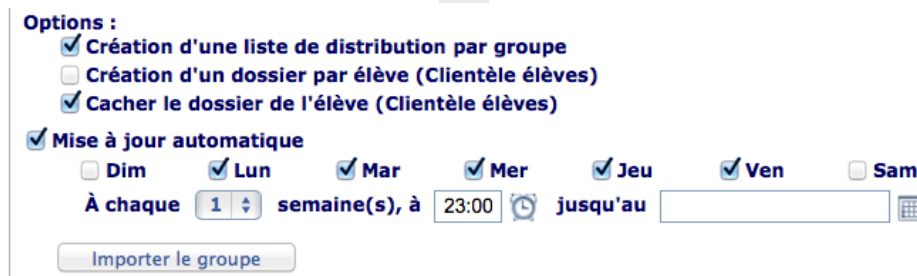 Options :
Création d'une liste de distribution par groupe
Création d'un dossier par élève (Clientèle élèves)
Cacher le dossier de l'élève (Clientèle élèves)
Mise à jour automatique
Dim Lun Mar Mer Jeu Ven Sam
À chaque 1 semaine(s), à 23:00 jusqu'au
Importer le groupe